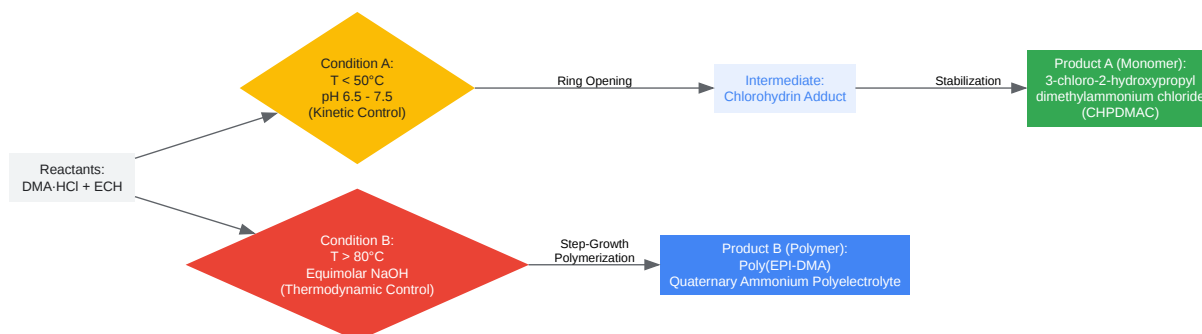 Reactants:
DMA·HCl + ECH
Condition A:
T < 50°C
pH 6.5 - 7.5
(Kinetic Control)
Ring Opening
Intermediate:
Chlorohydrin Adduct
Stabilization
Product A (Monomer):
3-chloro-2-hydroxypropyl
dimethylammonium chloride
(CHPDMAC)
Condition B:
T > 80°C
Equimolar NaOH
(Thermodynamic Control)
Step-Growth
Polymerization
Product B (Polymer):
Poly(EPI-DMA)
Quaternary Ammonium Polyelectrolyte